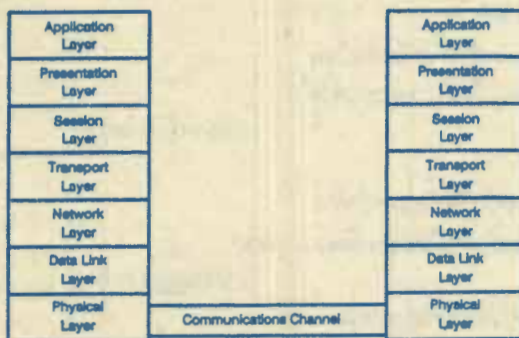 Application
Layer
Presentation
Layer
Session
Layer
Transport
Layer
Network
Layer
Data Link
Layer
Physical
Layer
Communications Channel
Application
Layer
Presentation
Layer
Session
Layer
Transport
Layer
Network
Layer
Data Link
Layer
Physical
Layer